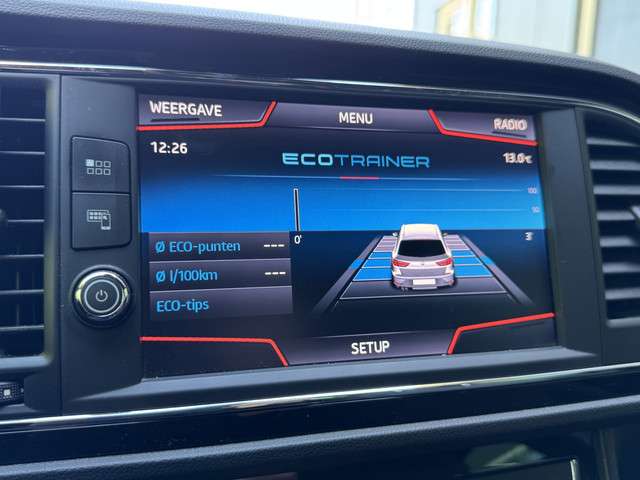 WEERGAVE
MENU
RADIO
12:26
ECOTRAINER
13.0°C
100
50
0'
3'
Ø ECO-punten ---
Ø l/100km ---
ECO-tips
SETUP